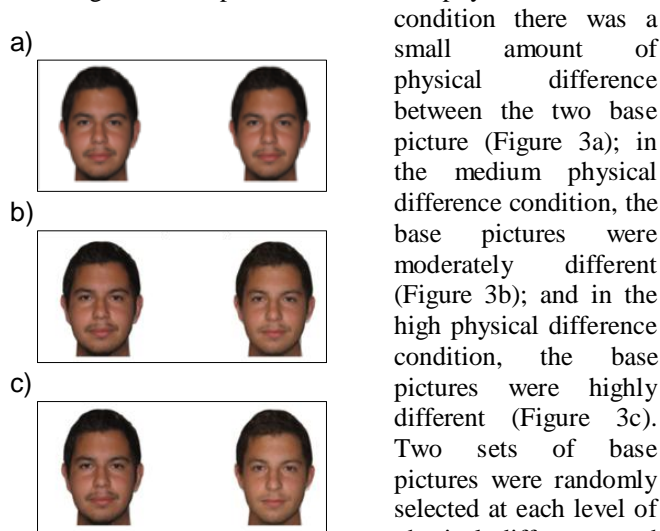 a)
b)
c)
condition there was a
small amount of
physical difference
between the two base
picture (Figure 3a); in
the medium physical
difference condition, the
base pictures were
moderately different
(Figure 3b); and in the
high physical difference
condition, the base
pictures were highly
different (Figure 3c).
Two sets of base
pictures were randomly
selected at each level of